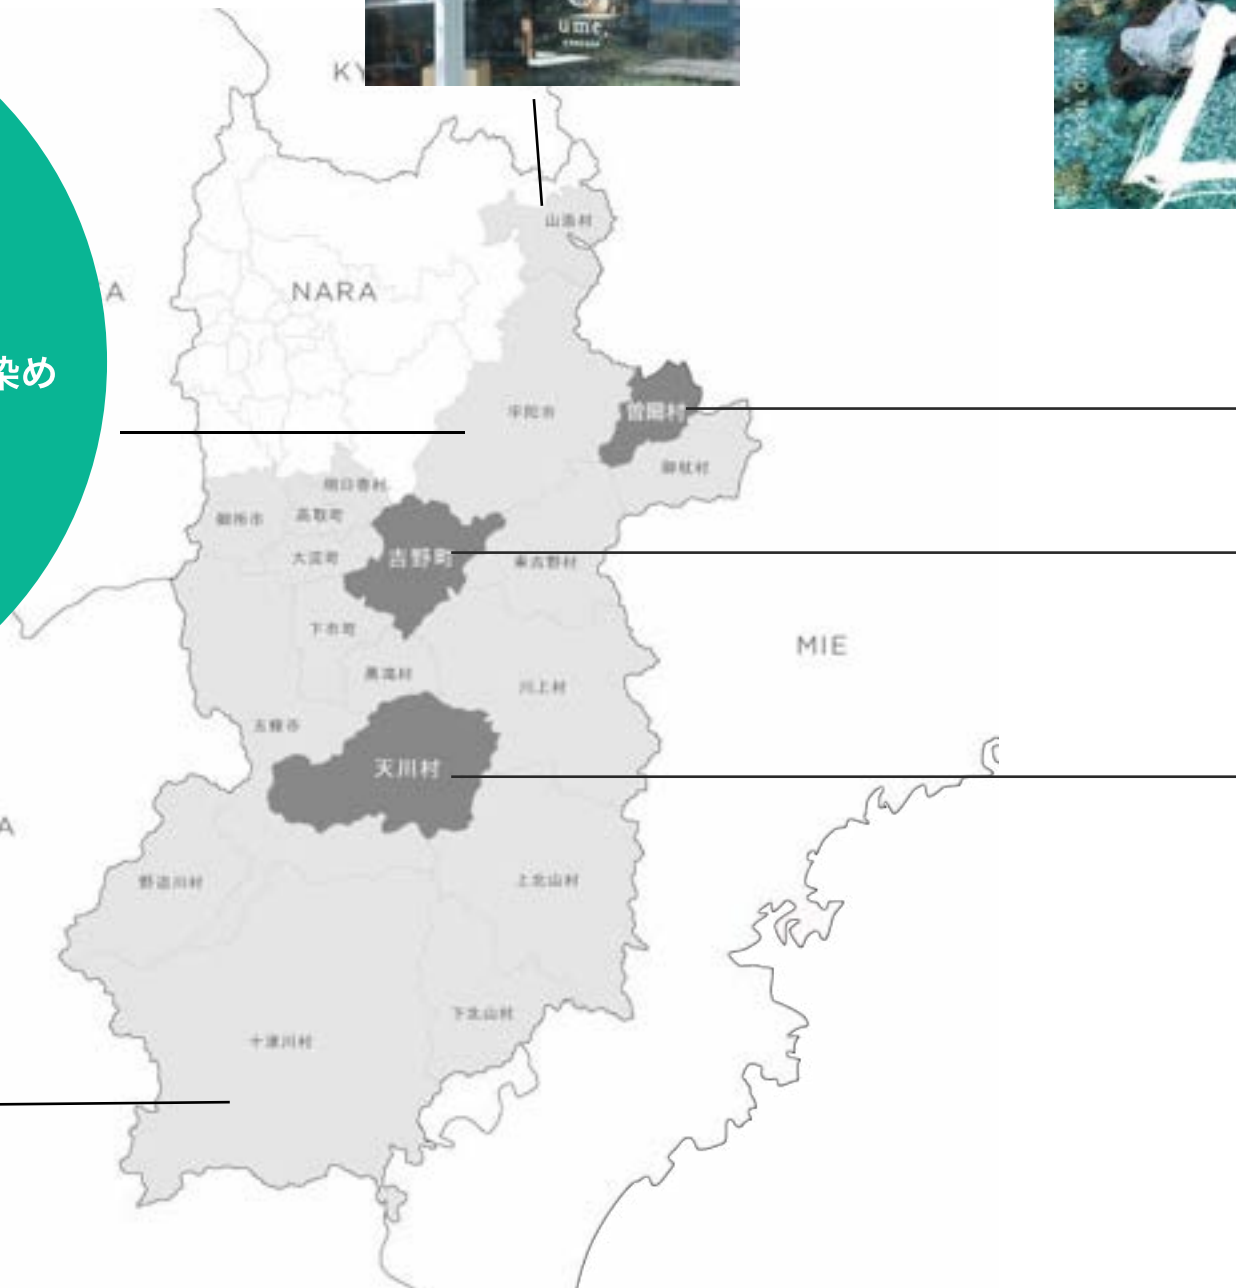 ume,
山添村
NARA
A
染め
宇陀市
曽爾村
御杖村
明日香村
御所市
高取町
大淀町
吉野町
東吉野村
下市町
MIE
黒滝村
川上村
五條市
天川村
A
野迫川村
上北山村
下北山村
十津川村